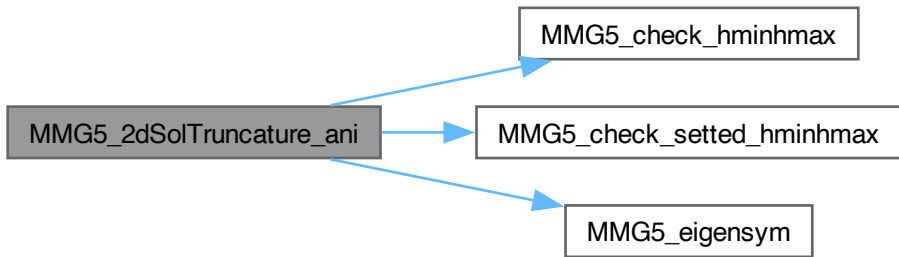 MMG5_check_hminhmax
MMG5_2dSolTruncature_ani
MMG5_check_setted_hminhmax
MMG5_eigensym